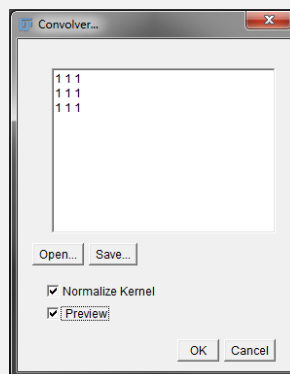 Convolver...
1 1 1
1 1 1
1 1 1
Open... Save...
Normalize Kernel
Preview
OK Cancel